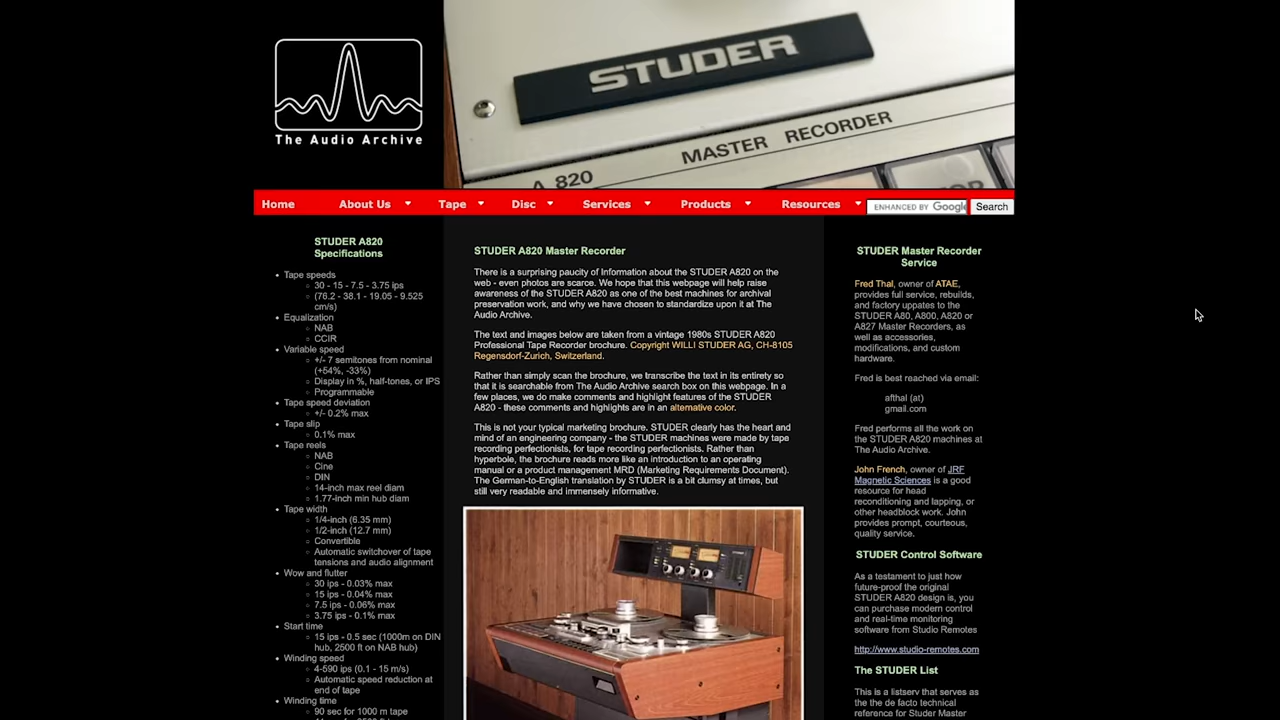 STUDER
MASTER RECORDER
A 820
The Audio Archive
Home
About Us
Tape
Disc
Services
Products
Resources
ENHANCED BY Google
Search
STUDER A820
Specifications
Tape speeds
30 - 15 - 7.5 - 3.75 ips
(76.2 - 38.1 - 19.05 - 9.525
cm/s)
Equalization
NAB
CCIR
Variable speed
+/- 7 semitones from nominal
(+54%, -33%)
Display in %, half-tones, or IPS
Programmable
Tape speed deviation
+/- 0.2% max
Tape slip
0.1% max
Tape reels
NAB
Cine
DIN
14-inch max reel diam
1.77-inch min hub diam
Tape width
1/4-inch (6.35 mm)
1/2-inch (12.7 mm)
Convertible
Automatic switchover of tape
tensions and audio alignment
Wow and flutter
30 ips - 0.03% max
15 ips - 0.04% max
7.5 ips - 0.06% max
3.75 ips - 0.1% max
Start time
15 ips - 0.5 sec (1000m on DIN
hub, 2500 ft on NAB hub)
Winding speed
4-590 ips (0.1 - 15 m/s)
Automatic speed reduction at
end of tape
Winding time
90 sec for 1000 m tape
STUDER A820 Master Recorder
There is a surprising paucity of Information about the STUDER A820 on the
web - even photos are scarce. We hope that this webpage will help raise
awareness of the STUDER A820 as one of the best machines for archival
preservation work, and why we have chosen to standardize upon it at The
Audio Archive.
The text and images below are taken from a vintage 1980s STUDER A820
Professional Tape Recorder brochure. Copyright WILLI STUDER AG, CH-8105
Regensdorf-Zurich, Switzerland.
Rather than simply scan the brochure, we transcribe the text in its entirety so
that it is searchable from The Audio Archive search box on this webpage. In a
few places, we do make comments and highlight features of the STUDER
A820 - these comments and highlights are in an alternative color.
This is not your typical marketing brochure. STUDER clearly has the heart and
mind of an engineering company - the STUDER machines were made by tape
recording perfectionists, for tape recording perfectionists. Rather than
hyperbole, the brochure reads more like an introduction to an operating
manual or a product management MRD (Marketing Requirements Document).
The German-to-English translation by STUDER is a bit clumsy at times, but
still very readable and immensely informative.
STUDER Master Recorder
Service
Fred Thal, owner of ATAE,
provides full service, rebuilds,
and factory uppates to the
STUDER A80, A800, A820 or
A827 Master Recorders, as
well as accessories,
modifications, and custom
hardware.
Fred is best reached via email:
afthal (at)
gmail.com
Fred performs all the work on
the STUDER A820 machines at
The Audio Archive.
John French, owner of JRF
Magnetic Sciences is a good
resource for head
reconditioning and lapping, or
other headblock work. John
provides prompt, courteous,
quality service.
STUDER Control Software
As a testament to just how
future-proof the original
STUDER A820 design is, you
can purchase modern control
and real-time monitoring
software from Studio Remotes
http://www.studio-remotes.com
The STUDER List
This is a listserv that serves as
the the de facto technical
reference for Studer Master